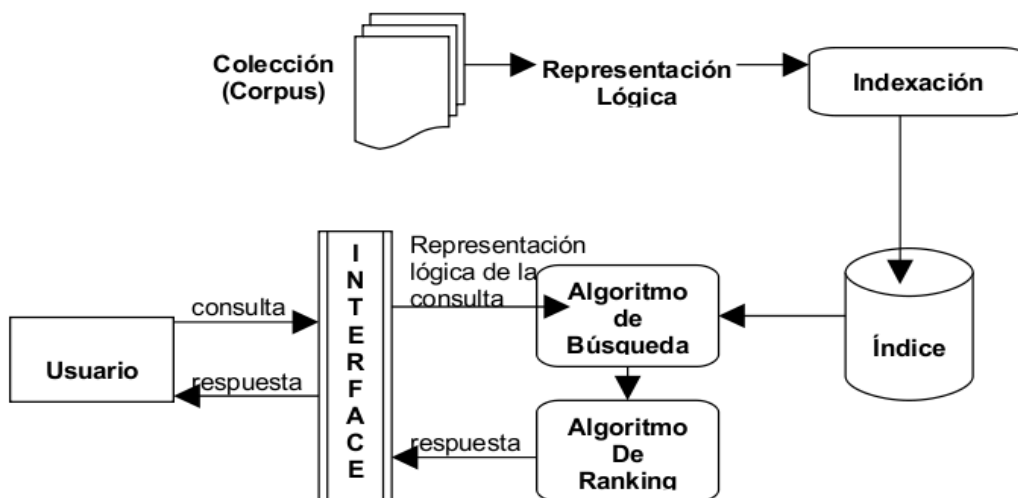 Colección
(Corpus)
Representación
Lógica
Indexación
Representación
lógica de la
consulta
INTERFACE
consulta
Usuario
respuesta
Algoritmo
de
Búsqueda
Índice
respuesta
Algoritmo
De
Ranking